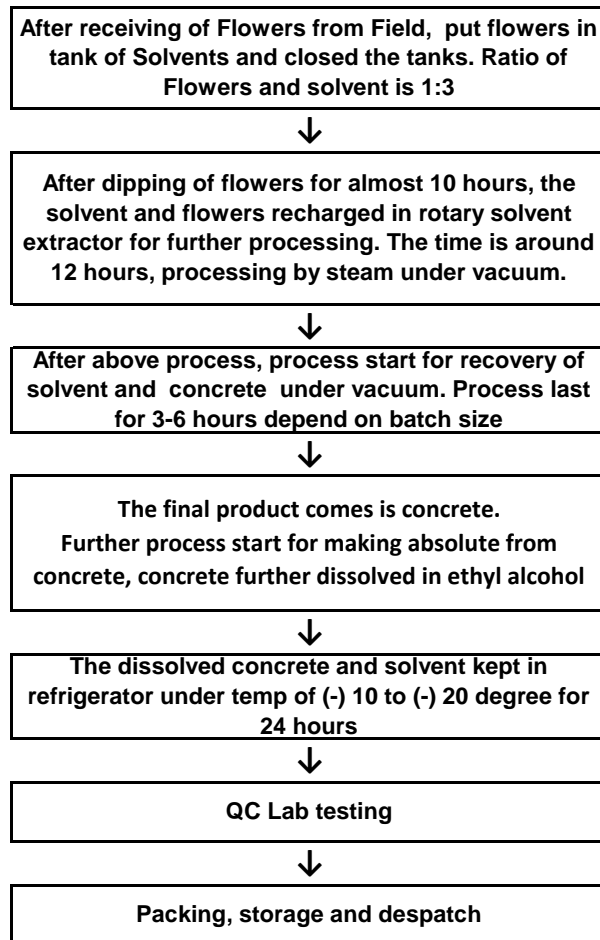 After receiving of Flowers from Field, put flowers in
tank of Solvents and closed the tanks. Ratio of
Flowers and solvent is 1:3
After dipping of flowers for almost 10 hours, the
solvent and flowers recharged in rotary solvent
extractor for further processing. The time is around
12 hours, processing by steam under vacuum.
After above process, process start for recovery of
solvent and concrete under vacuum. Process last
for 3-6 hours depend on batch size
The final product comes is concrete.
Further process start for making absolute from
concrete, concrete further dissolved in ethyl alcohol
The dissolved concrete and solvent kept in
refrigerator under temp of (-) 10 to (-) 20 degree for
24 hours
QC Lab testing
Packing, storage and despatch